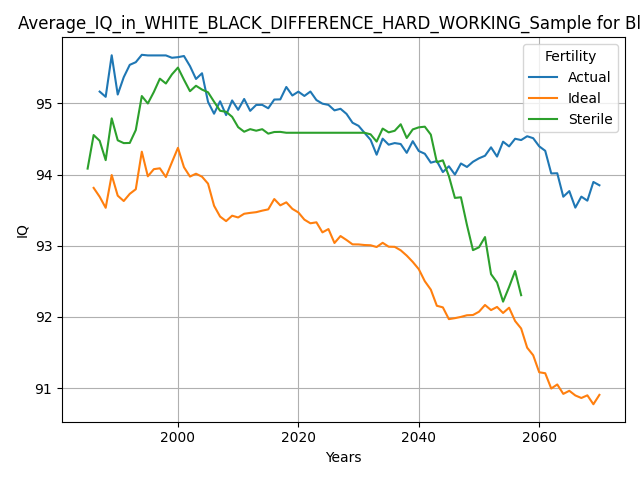 Average_IQ_in_WHITE_BLACK_DIFFERENCE_HARD_WORKING_Sample for Bl
Fertility
Actual
Ideal
Sterile
95
94
93
92
91
IQ
2000
2020
2040
2060
Years